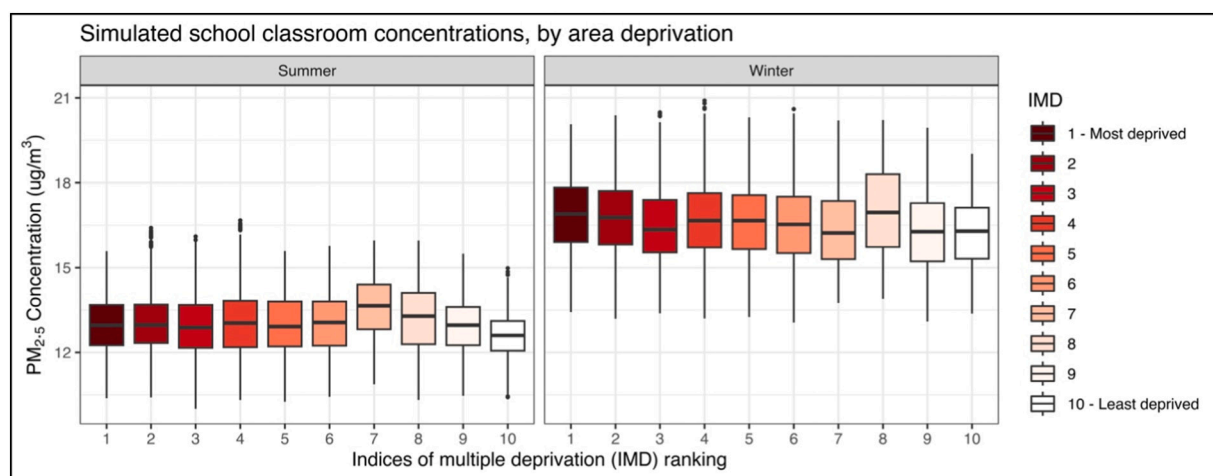 Simulated school classroom concentrations, by area deprivation
Summer
Winter
PM2.5 Concentration (ug/m3)
21
18
15
12
1 2 3 4 5 6 7 8 9 10
1 2 3 4 5 6 7 8 9 10
Indices of multiple deprivation (IMD) ranking
IMD
1 - Most deprived
2
3
4
5
6
7
8
9
10 - Least deprived